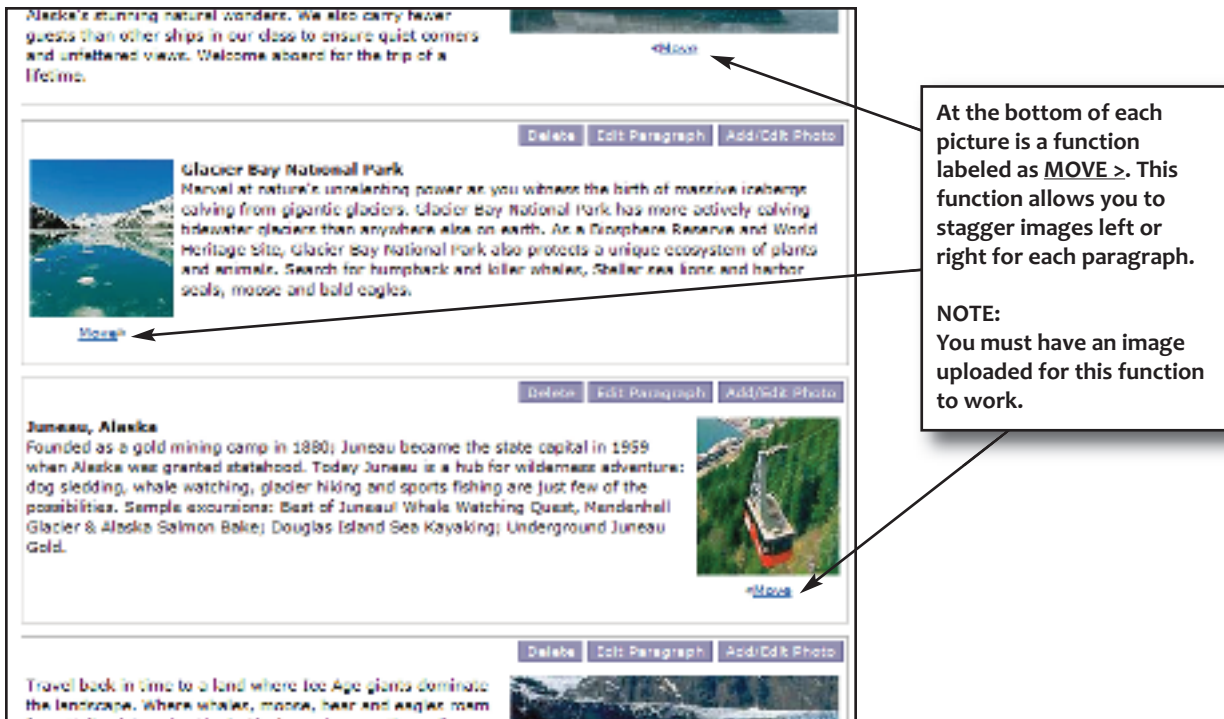 Alaska's stunning natural wonders. We also carry fewer
guests than other ships in our class to ensure quiet corners
and unfettered views. Welcome aboard for the trip of a
lifetime.
<Move
Delete Edit Paragraph Add/Edit Photo
Glacier Bay National Park
Marvel at nature's unrelenting power as you witness the birth of massive icebergs
calving from gigantic glaciers. Glacier Bay National Park has more actively calving
tidewater glaciers than anywhere else on earth. As a Biosphere Reserve and World
Heritage Site, Glacier Bay National Park also protects a unique ecosystem of plants
and animals. Search for humpback and killer whales, Steller sea lions and harbor
seals, moose and bald eagles.
Move>
Delete Edit Paragraph Add/Edit Photo
Juneau, Alaska
Founded as a gold mining camp in 1880; Juneau became the state capital in 1959
when Alaska was granted statehood. Today Juneau is a hub for wilderness adventure:
dog sledding, whale watching, glacier hiking and sports fishing are just few of the
possibilities. Sample excursions: Best of Juneau! Whale Watching Quest, Mendenhall
Glacier & Alaska Salmon Bake; Douglas Island Sea Kayaking; Underground Juneau
Gold.
<Move
Delete Edit Paragraph Add/Edit Photo
Travel back in time to a land where Ice Age giants dominate
the landscape. Where whales, moose, bear and eagles roam
At the bottom of each
picture is a function
labeled as MOVE >. This
function allows you to
stagger images left or
right for each paragraph.
NOTE:
You must have an image
uploaded for this function
to work.